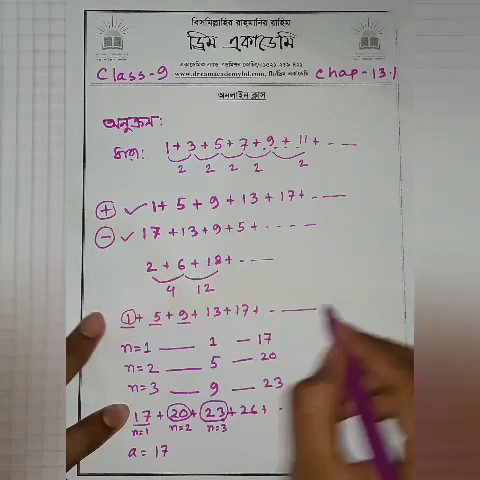 বিসমিল্লাহির রাহমানির রাহিম
ড্রিম একাডেমি
www.dreamacademybd.com
Class-9
Chap-13.1
অনলাইন ক্লাস
অনুক্রম:
ধারা: 1+3+5+7+9+11+ - - -
2 2 2 2 2
+ ✓ 1+5+9+13+17+ ——
- ✓ 17+13+9+5+ - - - - -
2+6+18+ - - -
4 12
1+5+9+13+17+ - ——
n=1 —— 1 — 17
n=2 —— 5 — 20
n=3 —— 9 — 23
17+20+23+26+ -
n=1 n=2 n=3
a = 17